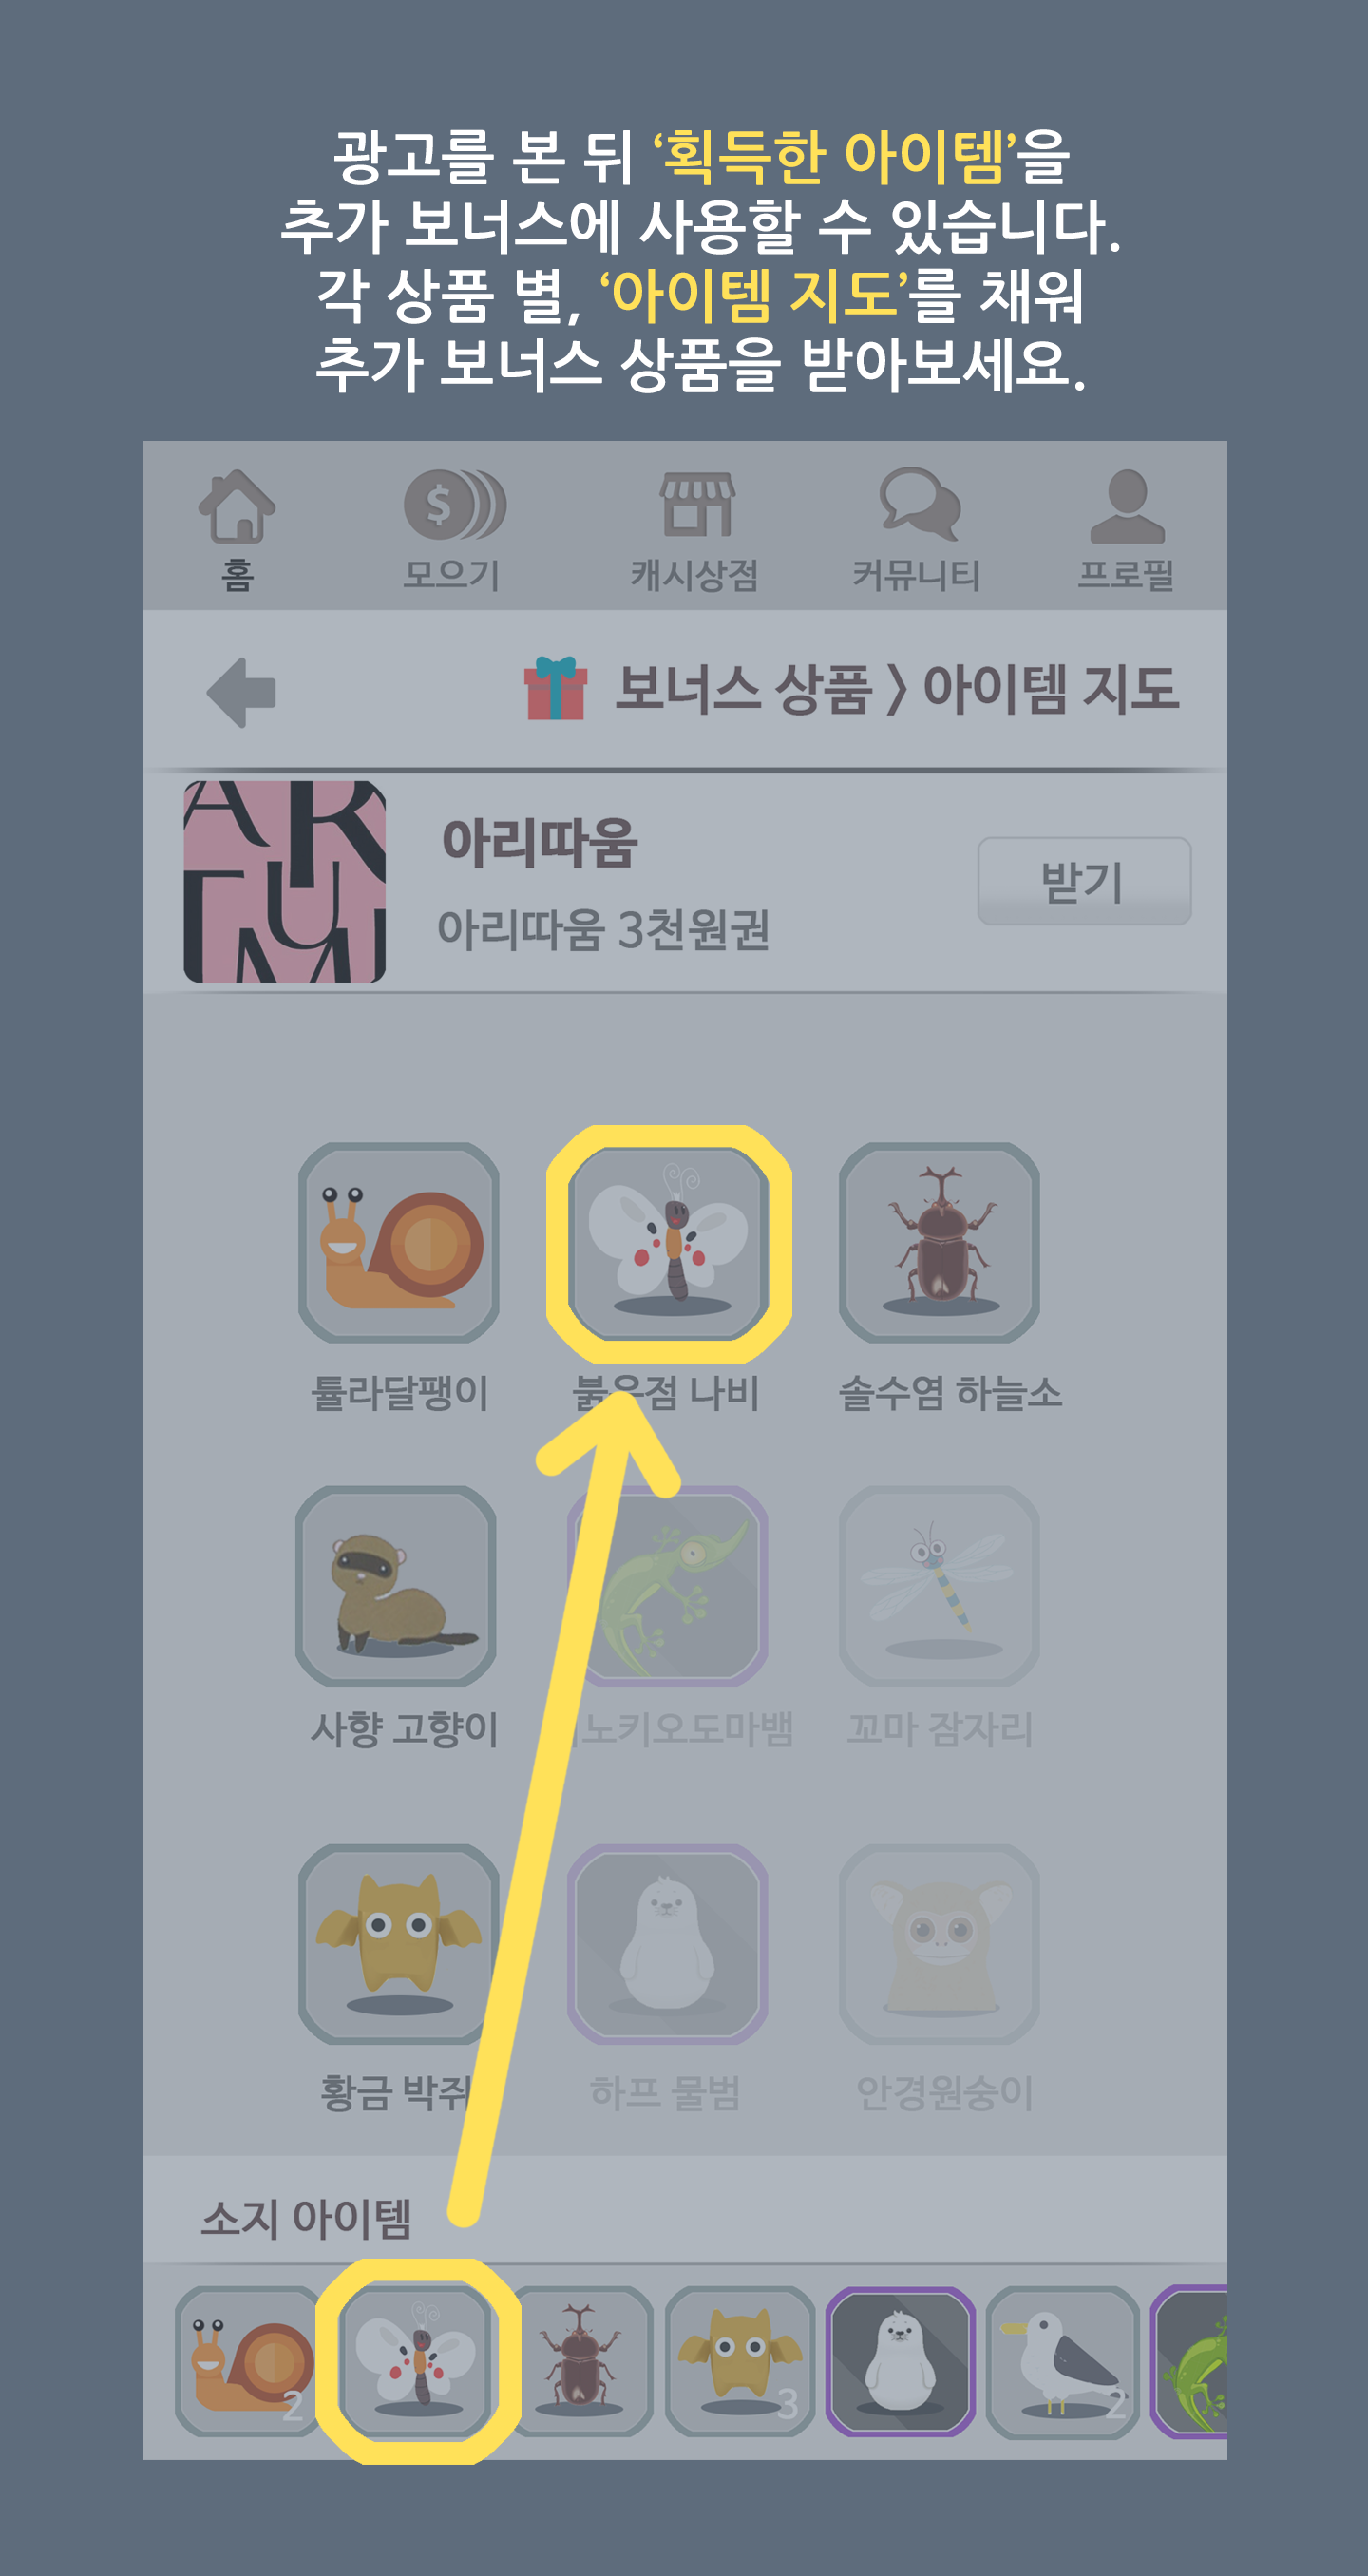 광고를 본 뒤 ‘획득한 아이템’을
추가 보너스에 사용할 수 있습니다.
각 상품 별, ‘아이템 지도’를 채워
추가 보너스 상품을 받아보세요.
홈 모으기 캐시상점 커뮤니티 프로필
보너스 상품 〉 아이템 지도
아리따움
아리따움 3천원권
받기
튤라달팽이 나비 솔수염 하늘소
사향 고향이 노키오도마뱀 꼬마 잠자리
황금 박쥐 하프 물범 안경원숭이
소지 아이템
2 3 2